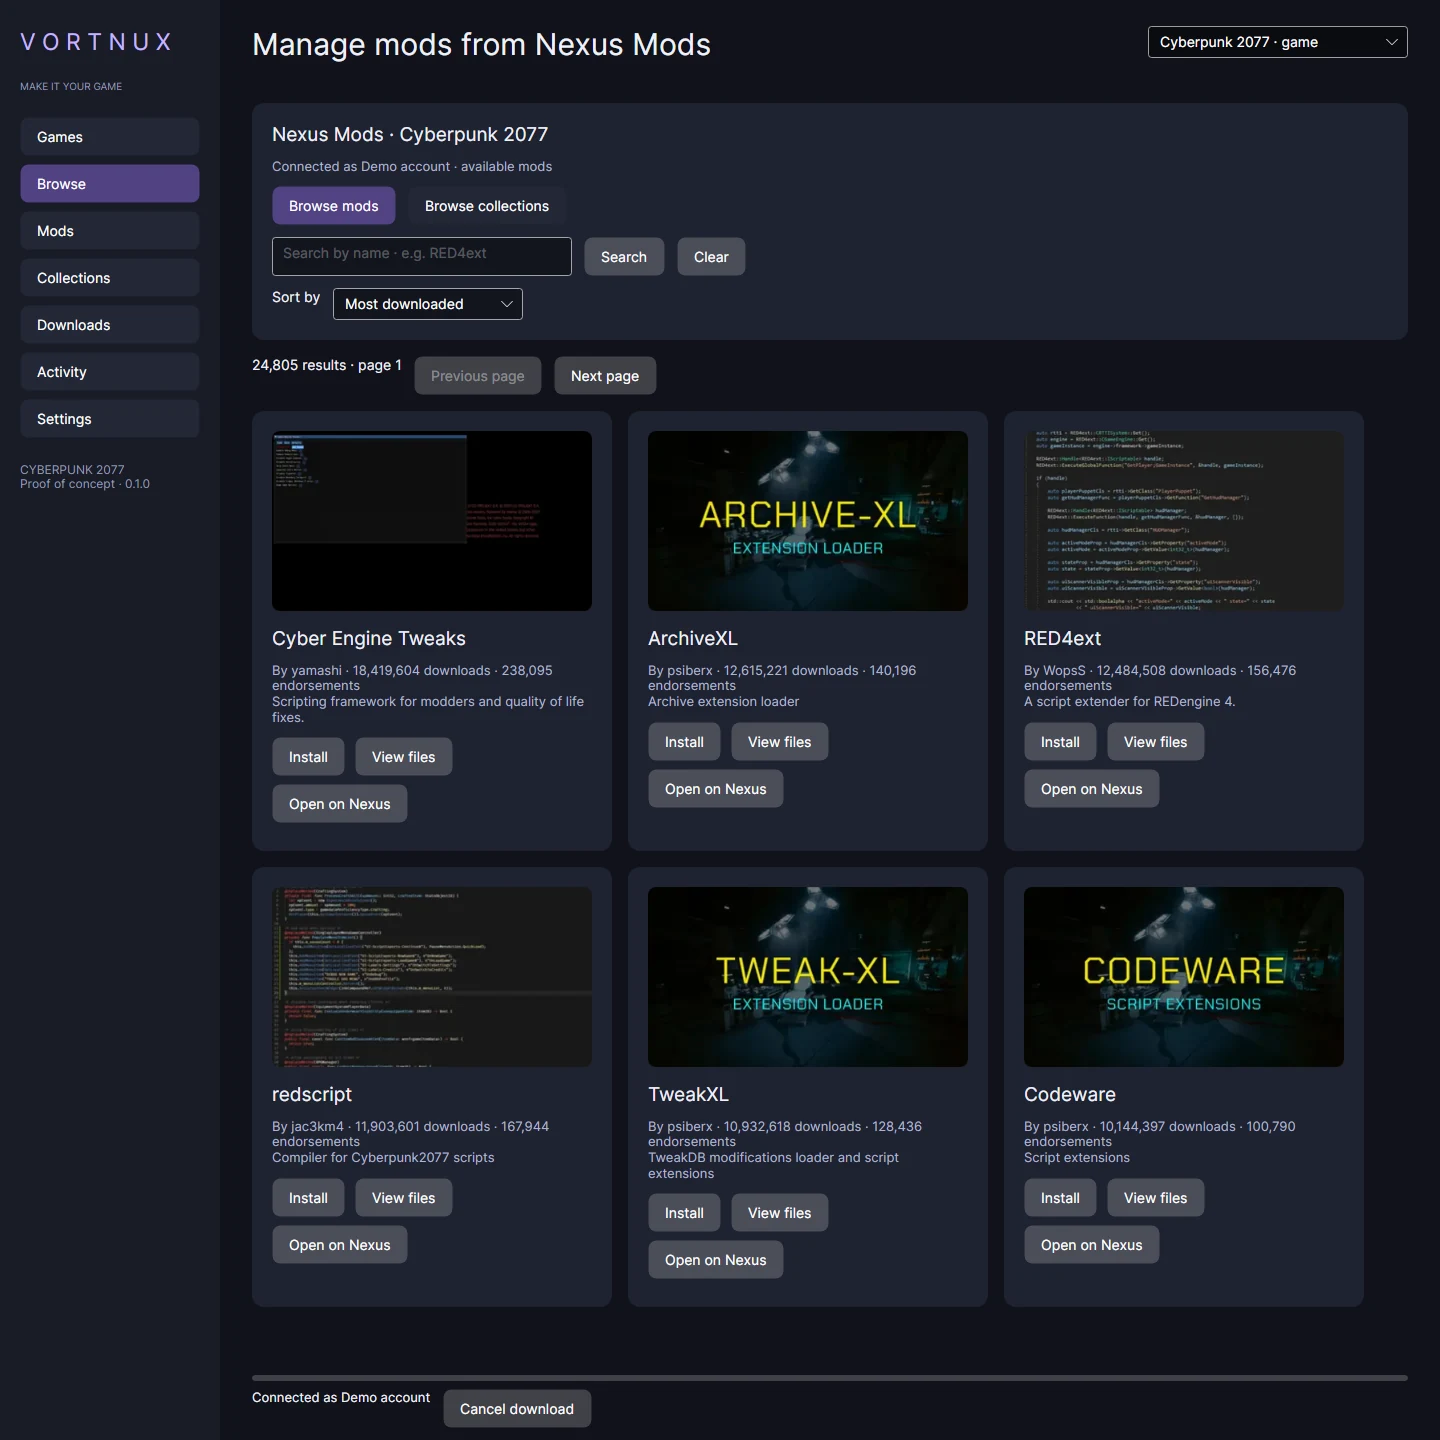 VORTNUX
MAKE IT YOUR GAME
Games
Browse
Mods
Collections
Downloads
Activity
Settings
CYBERPUNK 2077
Proof of concept · 0.1.0
Manage mods from Nexus Mods
Cyberpunk 2077 · game
Nexus Mods · Cyberpunk 2077
Connected as Demo account · available mods
Browse mods
Browse collections
Search by name · e.g. RED4ext
Search
Clear
Sort by
Most downloaded
24,805 results · page 1
Previous page
Next page
Cyber Engine Tweaks
By yamashi · 18,419,604 downloads · 238,095
endorsements
Scripting framework for modders and quality of life
fixes.
Install
View files
Open on Nexus
ARCHIVE-XL
EXTENSION LOADER
ArchiveXL
By psiberx · 12,615,221 downloads · 140,196
endorsements
Archive extension loader
Install
View files
Open on Nexus
RED4ext
By WopsS · 12,484,508 downloads · 156,476
endorsements
A script extender for REDengine 4.
Install
View files
Open on Nexus
redscript
By jac3km4 · 11,903,601 downloads · 167,944
endorsements
Compiler for Cyberpunk2077 scripts
Install
View files
Open on Nexus
TWEAK-XL
EXTENSION LOADER
TweakXL
By psiberx · 10,932,618 downloads · 128,436
endorsements
TweakDB modifications loader and script
extensions
Install
View files
Open on Nexus
CODEWARE
SCRIPT EXTENSIONS
Codeware
By psiberx · 10,144,397 downloads · 100,790
endorsements
Script extensions
Install
View files
Open on Nexus
Connected as Demo account
Cancel download